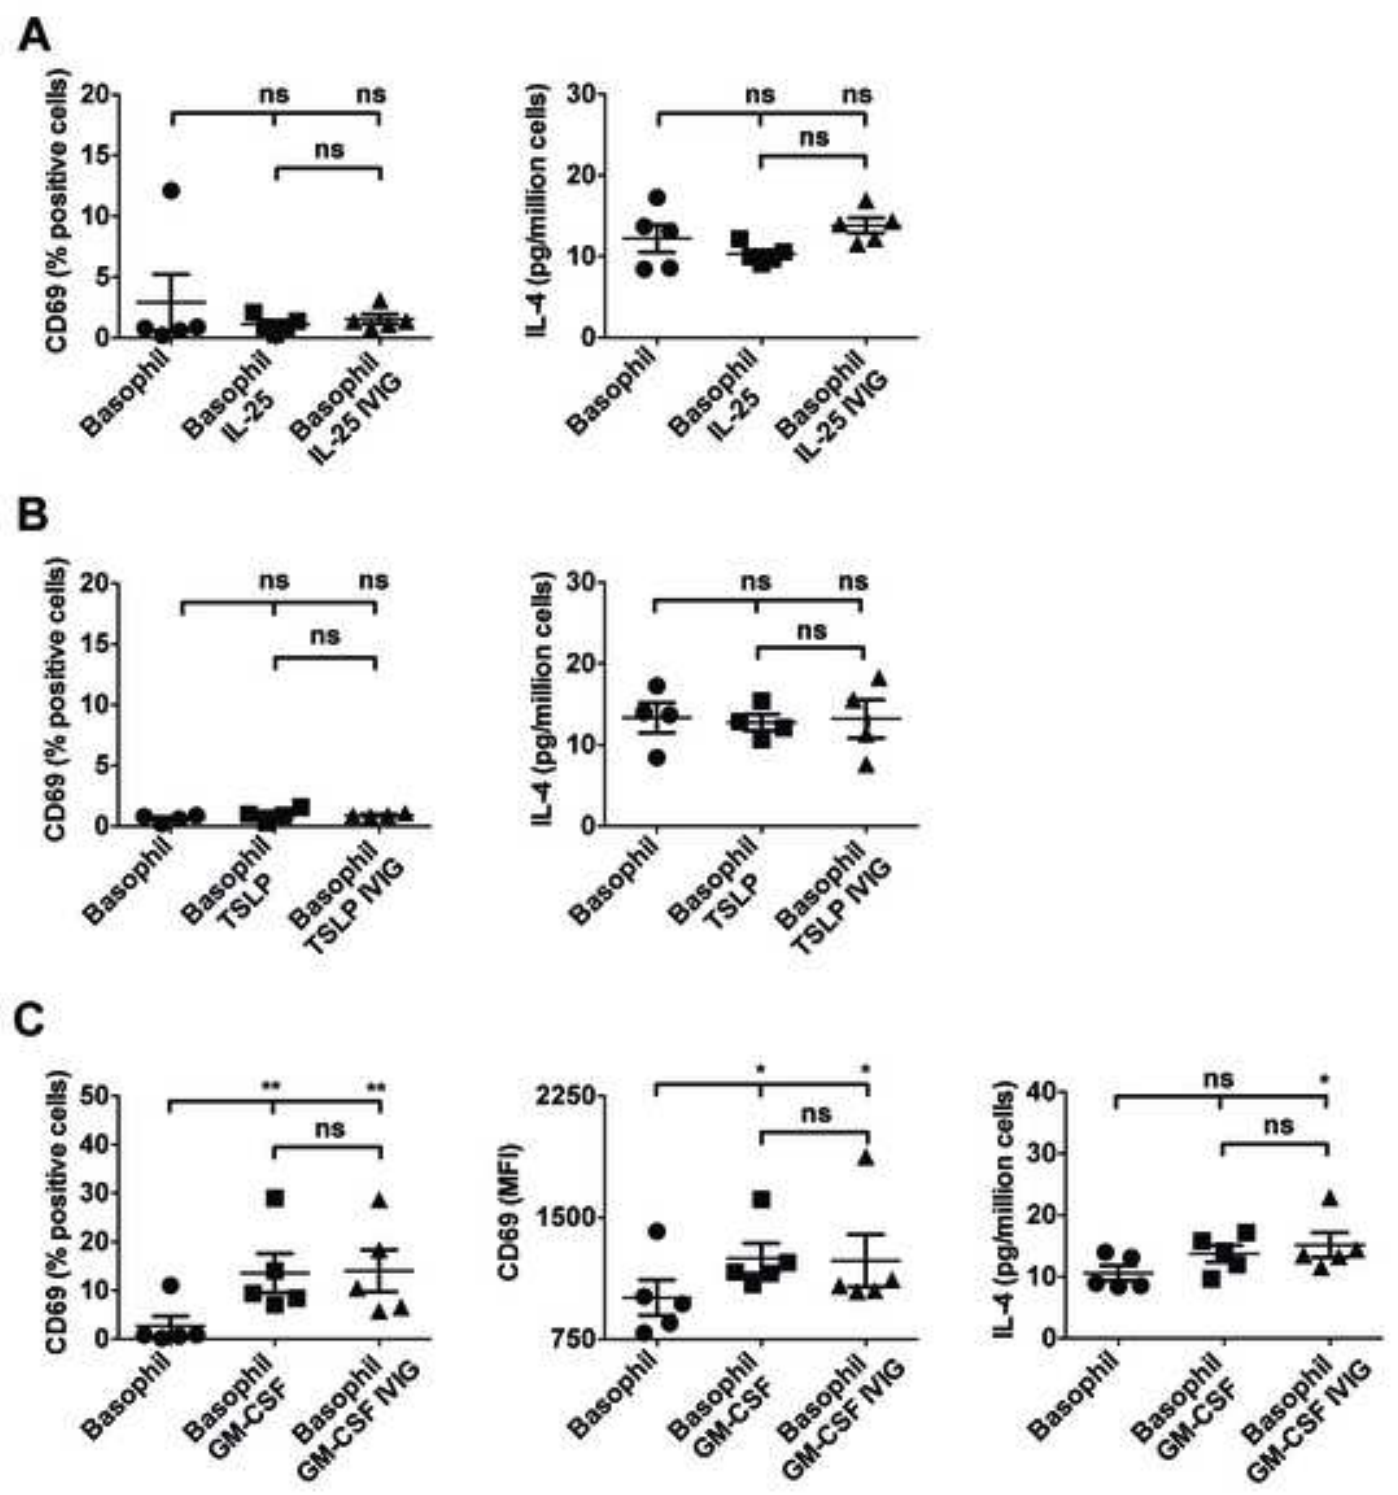 A
CD69 (% positive cells)
20
15
10
5
0
ns
ns
ns
Basophil
Basophil
IL-25
Basophil
IL-25 IVIG
IL-4 (pg/million cells)
30
20
10
0
ns
ns
ns
Basophil
Basophil
IL-25
Basophil
IL-25 IVIG
B
CD69 (% positive cells)
20
15
10
5
0
ns
ns
ns
Basophil
Basophil
TSLP
Basophil
TSLP IVIG
IL-4 (pg/million cells)
30
20
10
0
ns
ns
ns
Basophil
Basophil
TSLP
Basophil
TSLP IVIG
C
CD69 (% positive cells)
50
40
30
20
10
0
**
**
ns
Basophil
Basophil
GM-CSF
Basophil
GM-CSF IVIG
CD69 (MFI)
2250
1500
750
*
*
ns
Basophil
Basophil
GM-CSF
Basophil
GM-CSF IVIG
IL-4 (pg/million cells)
40
30
20
10
0
ns
*
ns
Basophil
Basophil
GM-CSF
Basophil
GM-CSF IVIG